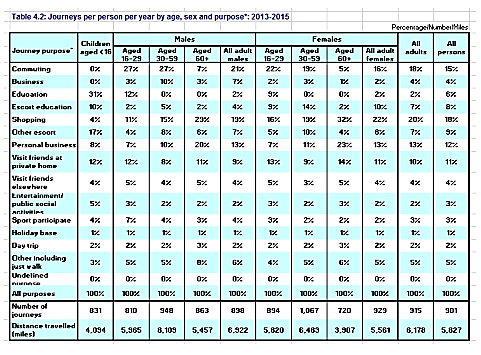 Table 4.2: Journeys per person per year by age, sex and purpose*: 2013-2015
Percentage/Number/Miles
Males Females
Journey purpose* Children aged <16 Aged 16-29 Aged 30-59 Aged 60+ All adult males Aged 16-29 Aged 30-59 Aged 60+ All adult females All adults All persons
Commuting 0% 27% 27% 7% 21% 22% 19% 5% 16% 18% 15%
Business 0% 3% 10% 3% 7% 2% 3% 1% 2% 4% 4%
Education 31% 12% 0% 0% 2% 9% 0% 0% 2% 2% 6%
Escort education 10% 2% 5% 2% 4% 9% 14% 2% 10% 7% 8%
Shopping 4% 11% 15% 29% 19% 16% 19% 32% 22% 20% 18%
Other escort 17% 4% 8% 6% 7% 5% 10% 4% 6% 7% 9%
Personal business 8% 7% 10% 20% 13% 7% 11% 23% 13% 13% 12%
Visit friends at
private home 12% 12% 8% 11% 9% 13% 9% 14% 11% 10% 11%
Visit friends
elsewhere 4% 5% 4% 5% 4% 5% 3% 5% 4% 4% 4%
Entertainment/
public social
activities 5% 3% 2% 2% 2% 3% 2% 3% 2% 2% 3%
Sport participate 4% 7% 4% 3% 4% 3% 2% 2% 2% 3% 3%
Holiday base 1% 1% 1% 1% 1% 1% 1% 1% 1% 1% 1%
Day trip 2% 2% 2% 3% 2% 2% 2% 3% 2% 2% 2%
Other including
just walk 3% 5% 5% 8% 6% 4% 5% 6% 5% 5% 5%
Undefined
purpose 0% 0% 0% 0% 0% 0% 0% 0% 0% 0% 0%
All purposes 100% 100% 100% 100% 100% 100% 100% 100% 100% 100% 100%
Number of
journeys 831 810 948 863 898 894 1,067 720 929 915 901
Distance travelled
(miles) 4,094 5,965 8,109 5,457 6,922 5,820 6,483 3,907 5,561 6,178 5,827